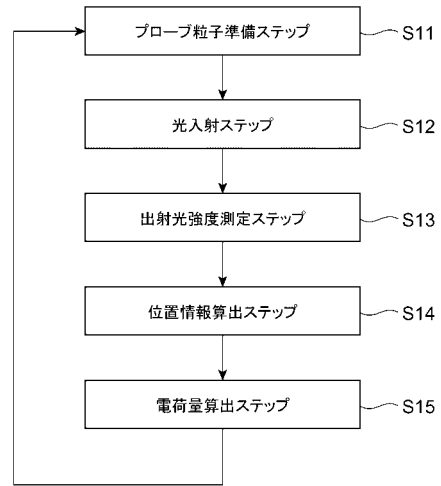 プローブ粒子準備ステップ
S11
光入射ステップ
S12
出射光強度測定ステップ
S13
位置情報算出ステップ
S14
電荷量算出ステップ
S15